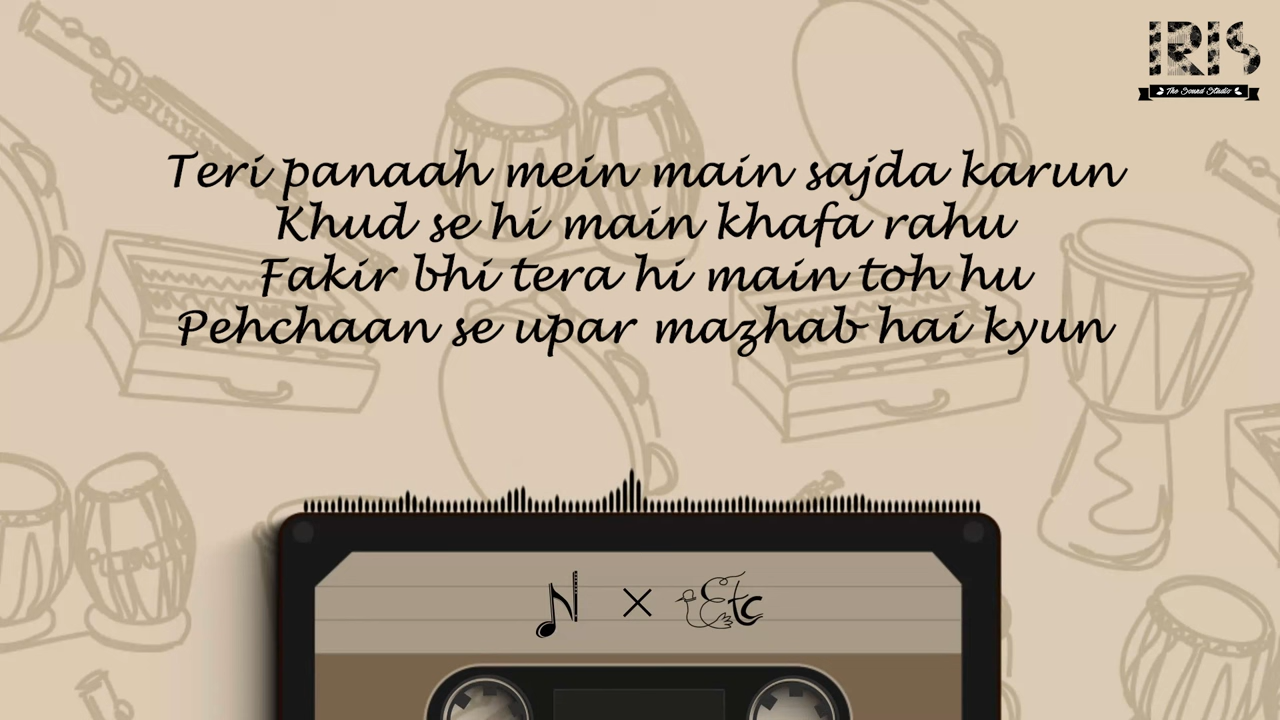 IRIS
The Sound Studio
Teri panaah mein main sajda karun
Khud se hi main khafa rahu
Fakir bhi tera hi main toh hu
Pehchaan se upar mazhab hai kyun
N × Etc